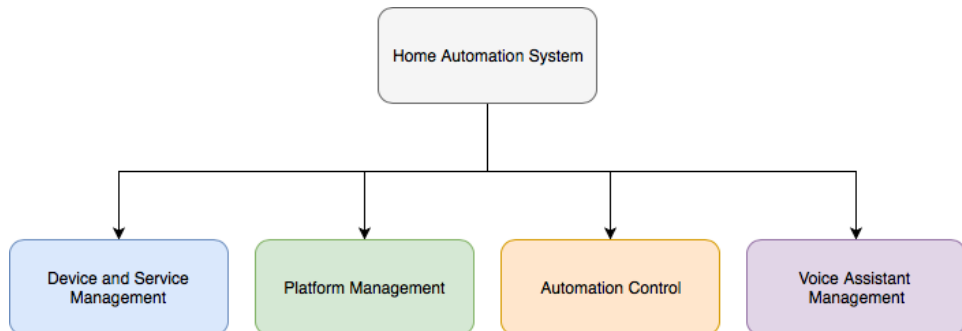 Home Automation System
Device and Service
Management
Platform Management
Automation Control
Voice Assistant
Management